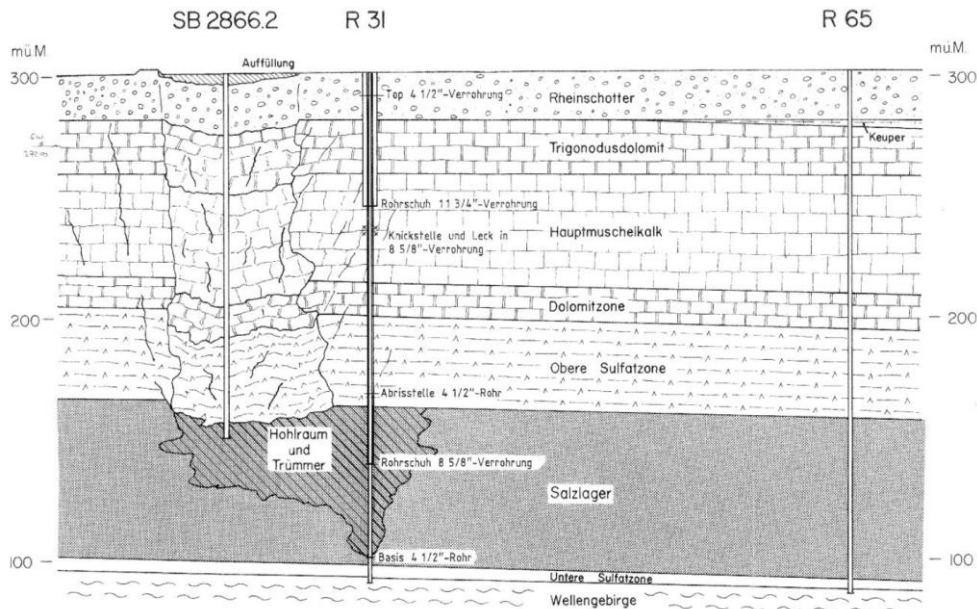 SB 2866.2 R 31 R 65
mü.M. mü.M.
Auffüllung
300 300
Top 4 1/2"-Verrohrung
Rheinschotter
Keuper
Trigonodusdolomit
Rohrschuh 11 3/4"-Verrohrung
Knickstelle und Leck in
8 5/8"-Verrohrung
Hauptmuschelkalk
Dolomitzone
200 200
Obere Sulfatzone
Abrisstelle 4 1/2"-Rohr
Hohlraum
und
Trümmer
Rohrschuh 8 5/8"-Verrohrung
Salzlager
100 100
Basis 4 1/2"-Rohr
Untere Sulfatzone
Wellengebirge